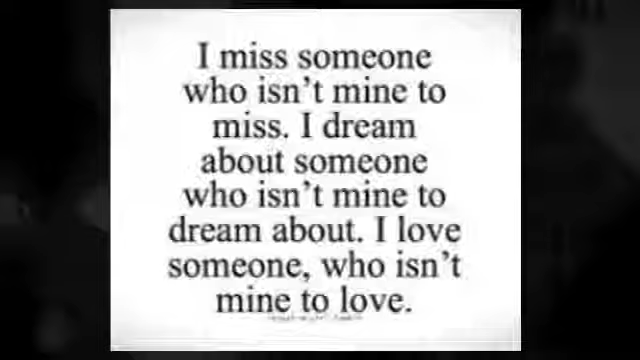 I miss someone
who isn't mine to
miss. I dream
about someone
who isn't mine to
dream about. I love
someone, who isn't
mine to love.